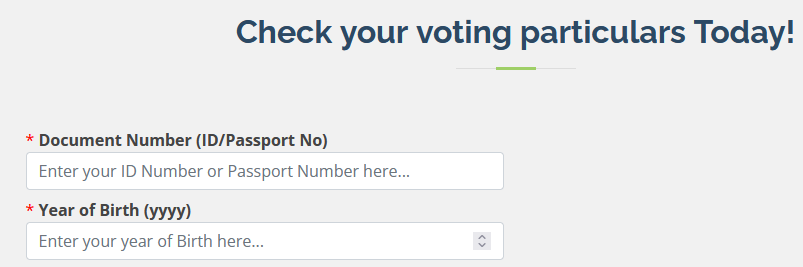 Check your voting particulars Today!
* Document Number (ID/Passport No)
Enter your ID Number or Passport Number here...
* Year of Birth (yyyy)
Enter your year of Birth here...